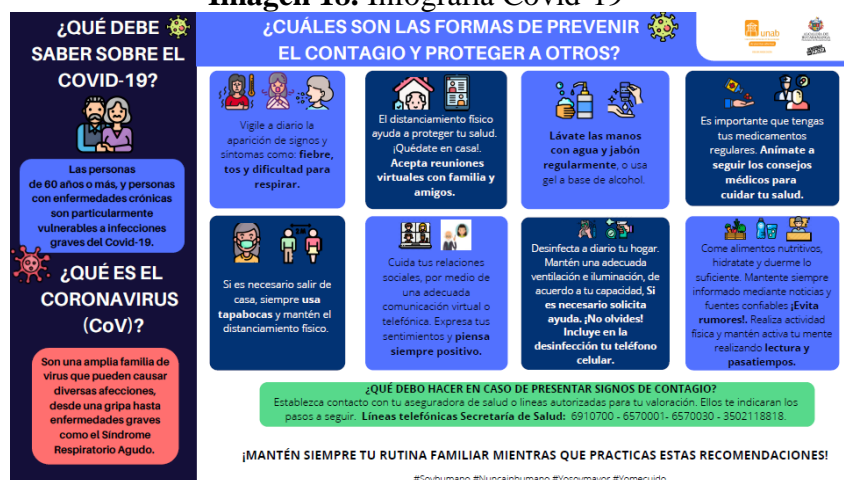 Imagen 18. Infografía Covid-19
¿QUÉ DEBE
SABER SOBRE EL
COVID-19?
Las personas
de 60 años o más, y personas
con enfermedades crónicas
son particularmente
vulnerables a infecciones
graves del Covid-19.
¿QUÉ ES EL
CORONAVIRUS
(CoV)?
Son una amplia familia de
virus que pueden causar
diversas afecciones,
desde una gripa hasta
enfermedades graves
como el Síndrome
Respiratorio Agudo.
¿CUÁLES SON LAS FORMAS DE PREVENIR
EL CONTAGIO Y PROTEGER A OTROS?
unab
Vigile a diario la
aparición de signos y
sintomas como: fiebre,
tos y dificultad para
respirar.
El distanciamiento físico
ayuda a proteger tu salud.
¡Quédate en casa!.
Acepta reuniones
virtuales con familia y
amigos.
Lávate las manos
con agua y jabón
regularmente, o usa
gel a base de alcohol.
Es importante que tengas
tus medicamentos
regulares. Anímate a
seguir los consejos
médicos para
cuidar tu salud.
Si es necesario salir de
casa, siempre usa
tapabocas y mantén el
distanciamiento físico.
Cuida tus relaciones
sociales, por medio de
una adecuada
comunicación virtual o
telefónica. Expresa tus
sentimientos y piensa
siempre positivo.
Desinfecta a diario tu hogar.
Mantén una adecuada
ventilación e iluminación, de
acuerdo a tu capacidad, Si
es necesario solicita
ayuda. ¡No olvides!
Incluye en la
desinfección tu teléfono
celular.
Come alimentos nutritivos,
hidratate y duerme lo
suficiente. Mantente siempre
informado mediante noticias y
fuentes confiables ¡Evita
rumores!. Realiza actividad
física y mantén activa tu mente
realizando lectura y
pasatiempos.
¿QUÉ DEBO HACER EN CASO DE PRESENTAR SIGNOS DE CONTAGIO?
Establezca contacto con tu aseguradora de salud o lineas autorizadas para tu valoración. Ellos te indicaran los
pasos a seguir. Líneas telefónicas Secretaría de Salud: 6910700 - 6570001- 6570030 - 3502118818.
¡MANTÉN SIEMPRE TU RUTINA FAMILIAR MIENTRAS QUE PRACTICAS ESTAS RECOMENDACIONES!
#Soyhumano #Nuncainhumano #Yosoymayor #Yomecuido